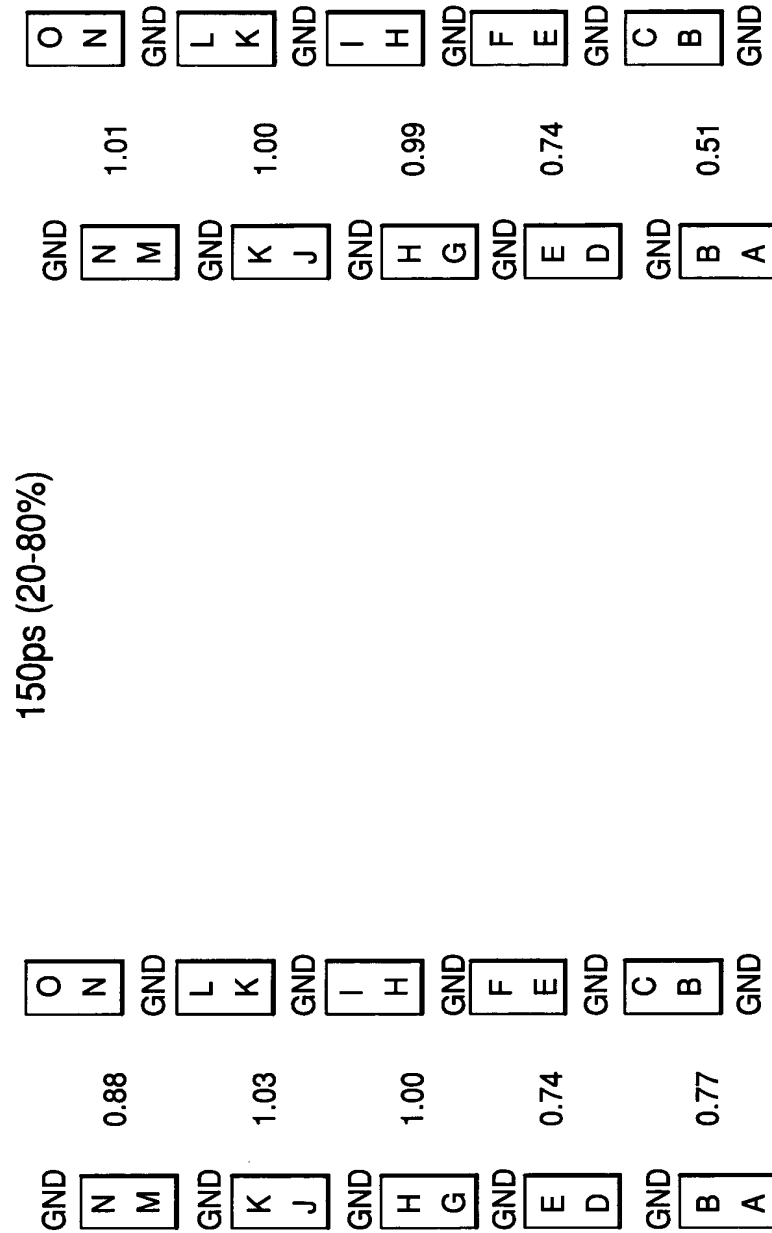 150ps (20-80%)
GND O GND O
N 0.88 N N 1.01 N
M GND M GND
GND L GND L
K 1.03 K K 1.00 K
J GND J GND
GND I GND I
H 1.00 H H 0.99 H
G GND G GND
GND F GND F
E 0.74 E E 0.74 E
D GND D GND
GND C GND C
B 0.77 B B 0.51 B
A GND A GND